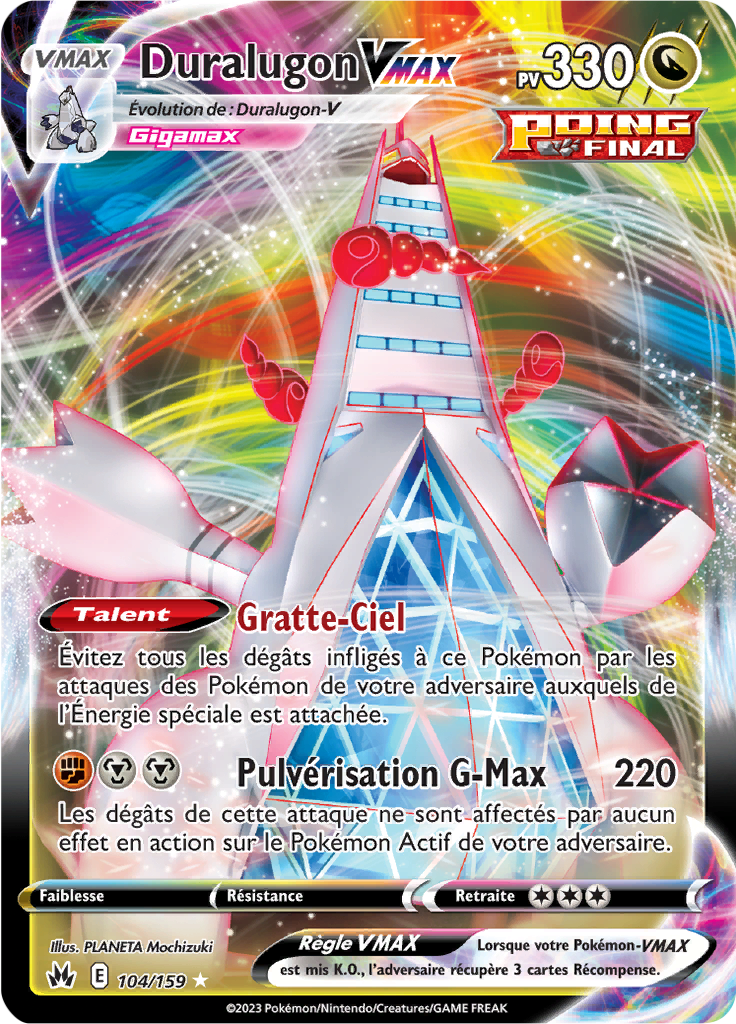 VMAX
Duralugon VMAX
PV 330
Évolution de : Duralugon-V
Gigamax
POING FINAL
Talent Gratte-Ciel
Évitez tous les dégâts infligés à ce Pokémon par les
attaques des Pokémon de votre adversaire auxquels de
l'Énergie spéciale est attachée.
Pulvérisation G-Max 220
Les dégâts de cette attaque ne sont affectés par aucun
effet en action sur le Pokémon Actif de votre adversaire.
Faiblesse Résistance Retraite
Illus. PLANETA Mochizuki
Règle VMAX Lorsque votre Pokémon-VMAX
est mis K.O., l'adversaire récupère 3 cartes Récompense.
E 104/159
©2023 Pokémon/Nintendo/Creatures/GAME FREAK